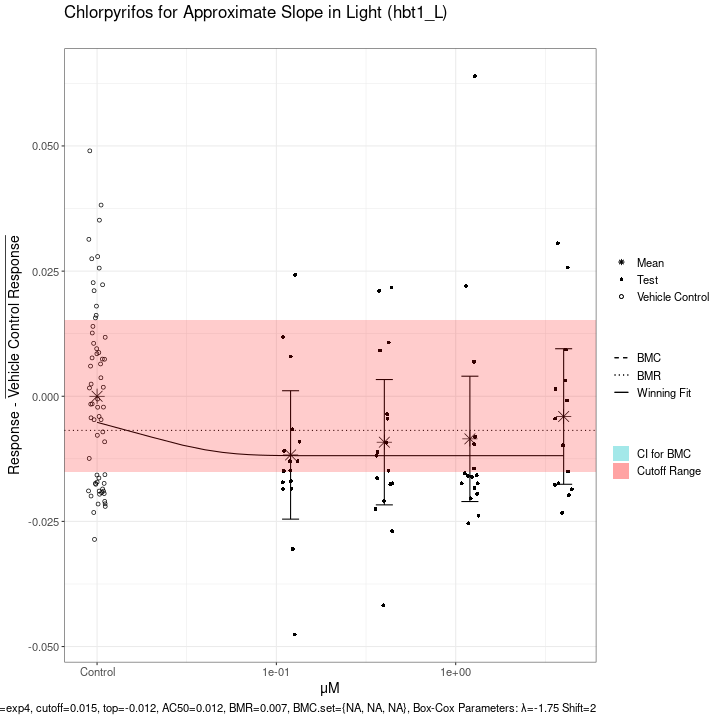 Chlorpyrifos for Approximate Slope in Light (hbt1_L)
Response - Vehicle Control Response
0.050
0.025
0.000
-0.025
-0.050
Control
1e-01
1e+00
μM
Mean
Test
Vehicle Control
BMC
BMR
Winning Fit
CI for BMC
Cutoff Range
=exp4, cutoff=0.015, top=-0.012, AC50=0.012, BMR=0.007, BMC.set={NA, NA, NA}, Box-Cox Parameters: λ=-1.75 Shift=2